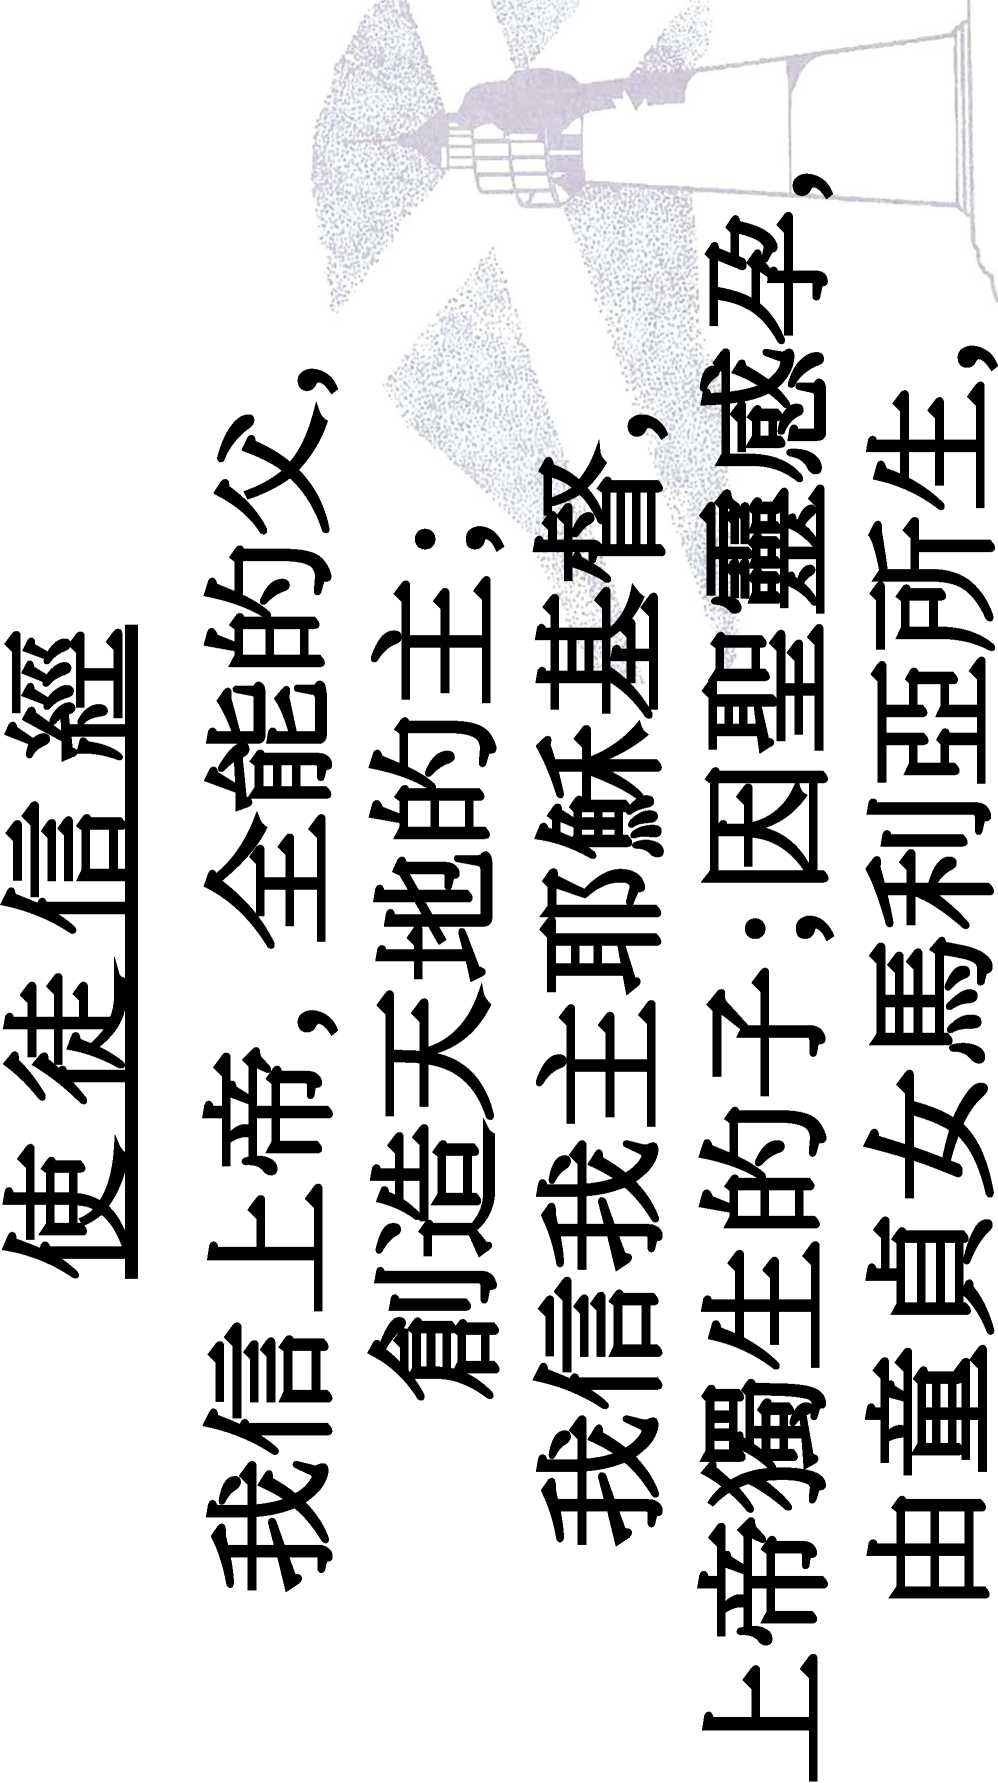 使徒信經
我信上帝,全能的父,
創造天地的主;
我信我主耶穌基督,
上帝獨生的子;因聖靈感孕,
由童貞女馬利亞所生,